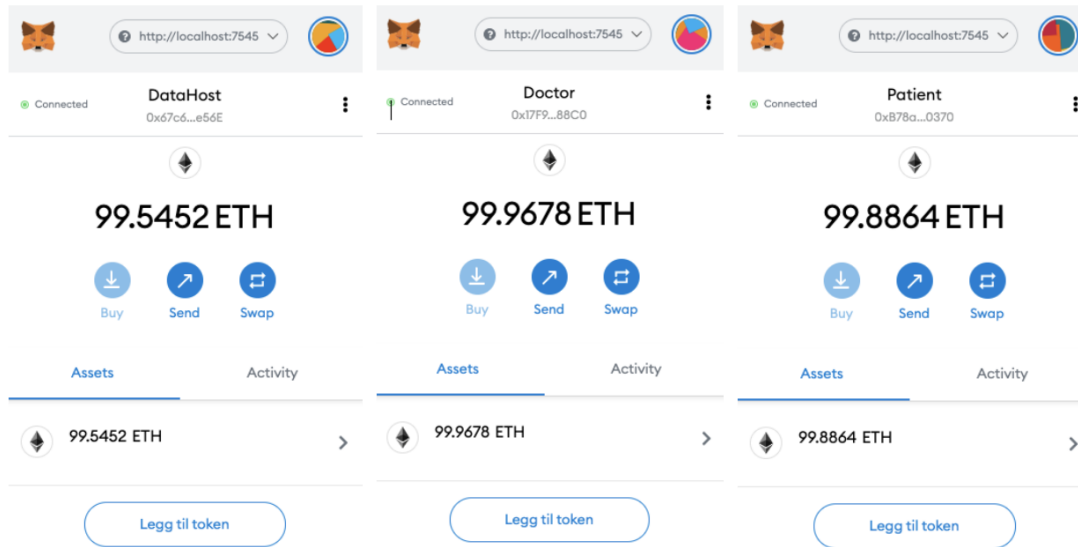 http://localhost:7545
Connected
DataHost
0x67c6...e56E
99.5452 ETH
Buy
Send
Swap
Assets
Activity
99.5452 ETH
Legg til token
http://localhost:7545
Connected
Doctor
0x17F9...88C0
99.9678 ETH
Buy
Send
Swap
Assets
Activity
99.9678 ETH
Legg til token
http://localhost:7545
Connected
Patient
0xB78a...0370
99.8864 ETH
Buy
Send
Swap
Assets
Activity
99.8864 ETH
Legg til token